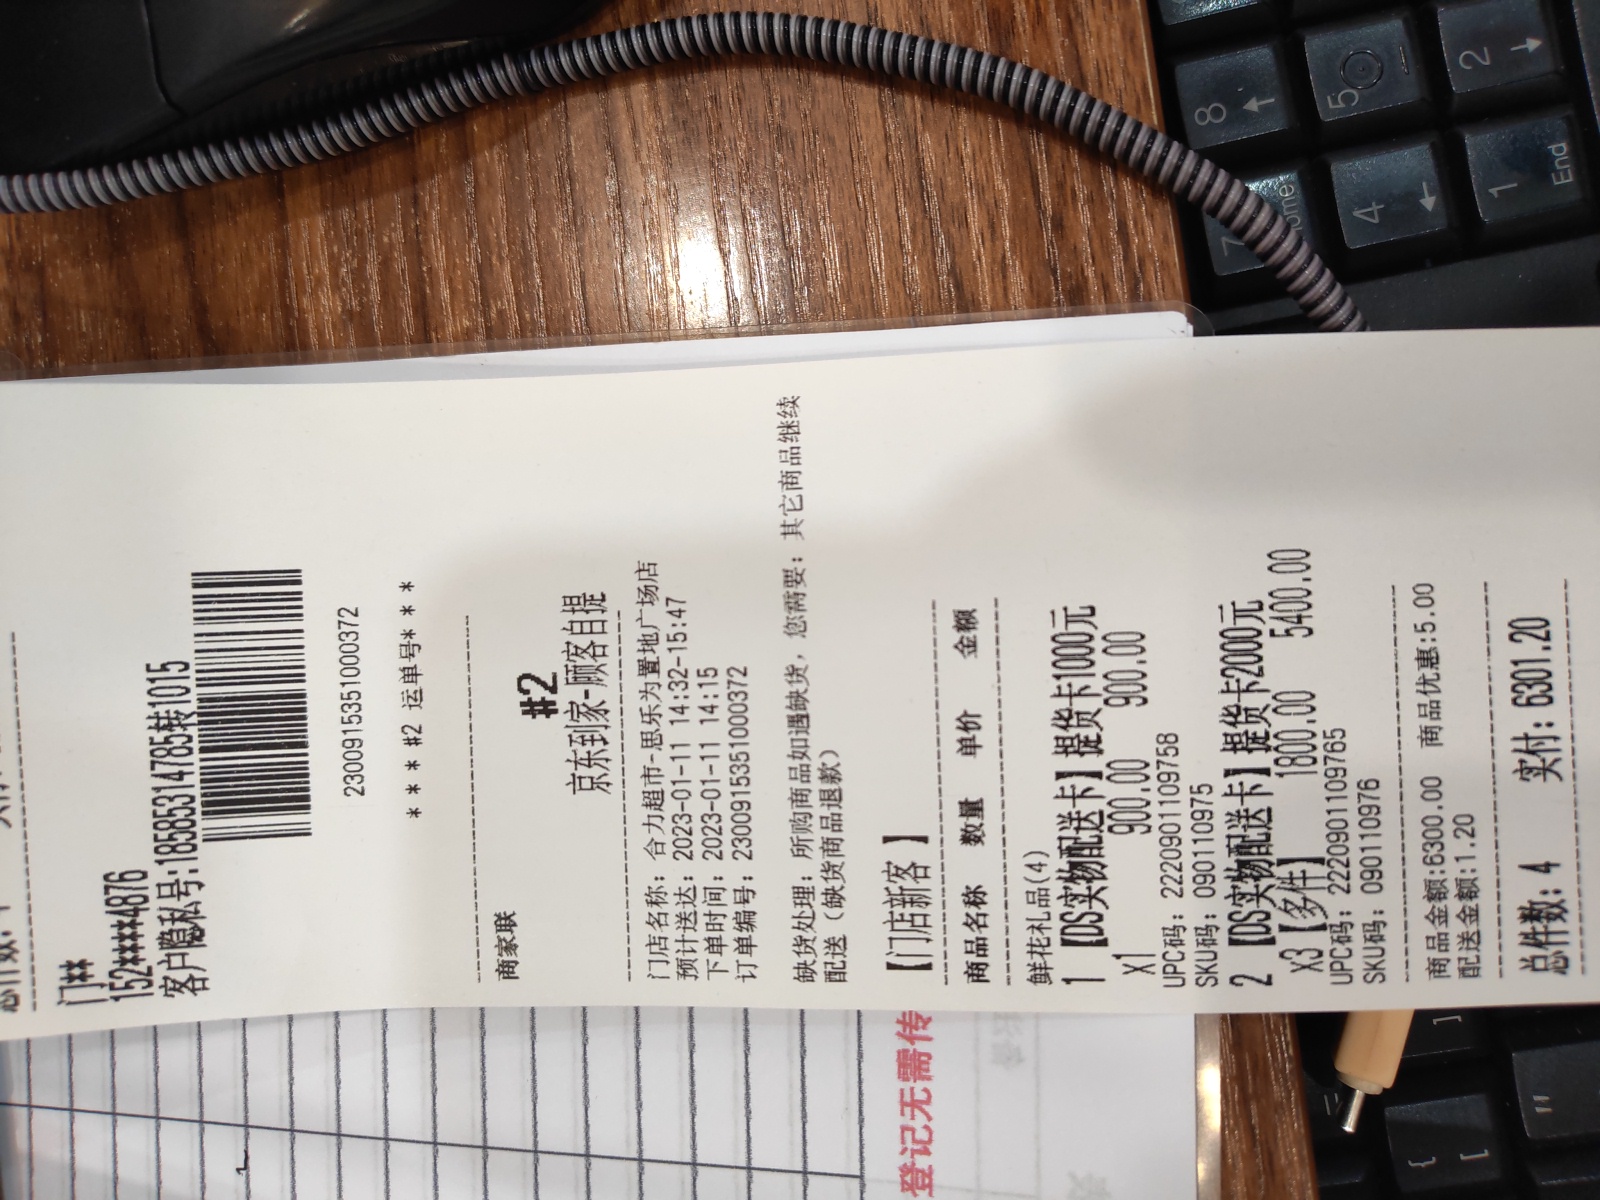 门**
152****4876
客户隐私号:18585314785转1015
2300915351000372
* * * * #2 运单号* * * *
商家联
#2
京东到家-顾客自提
门店名称: 合力超市-思乐为置地广场店
预计送达: 2023-01-11 14:32-15:47
下单时间: 2023-01-11 14:15
订单编号: 2300915351000372
缺货处理: 所购商品如遇缺货, 您需要: 其它商品继续
配送 (缺货商品退款)
【门店新客 】
商品名称 数量 单价 金额
鲜花礼品(4)
1 【DS实物配送卡】提货卡1000元
x1 900.00 900.00
UPC码: 2220901109758
SKU码: 090110975
2 【DS实物配送卡】提货卡2000元
x3【多件】 1800.00 5400.00
UPC码: 2220901109765
SKU码: 090110976
商品金额:6300.00 商品优惠:5.00
配送金额:1.20
总件数: 4 实付: 6301.20
登记无需传
8
5
2
7
4
1
End